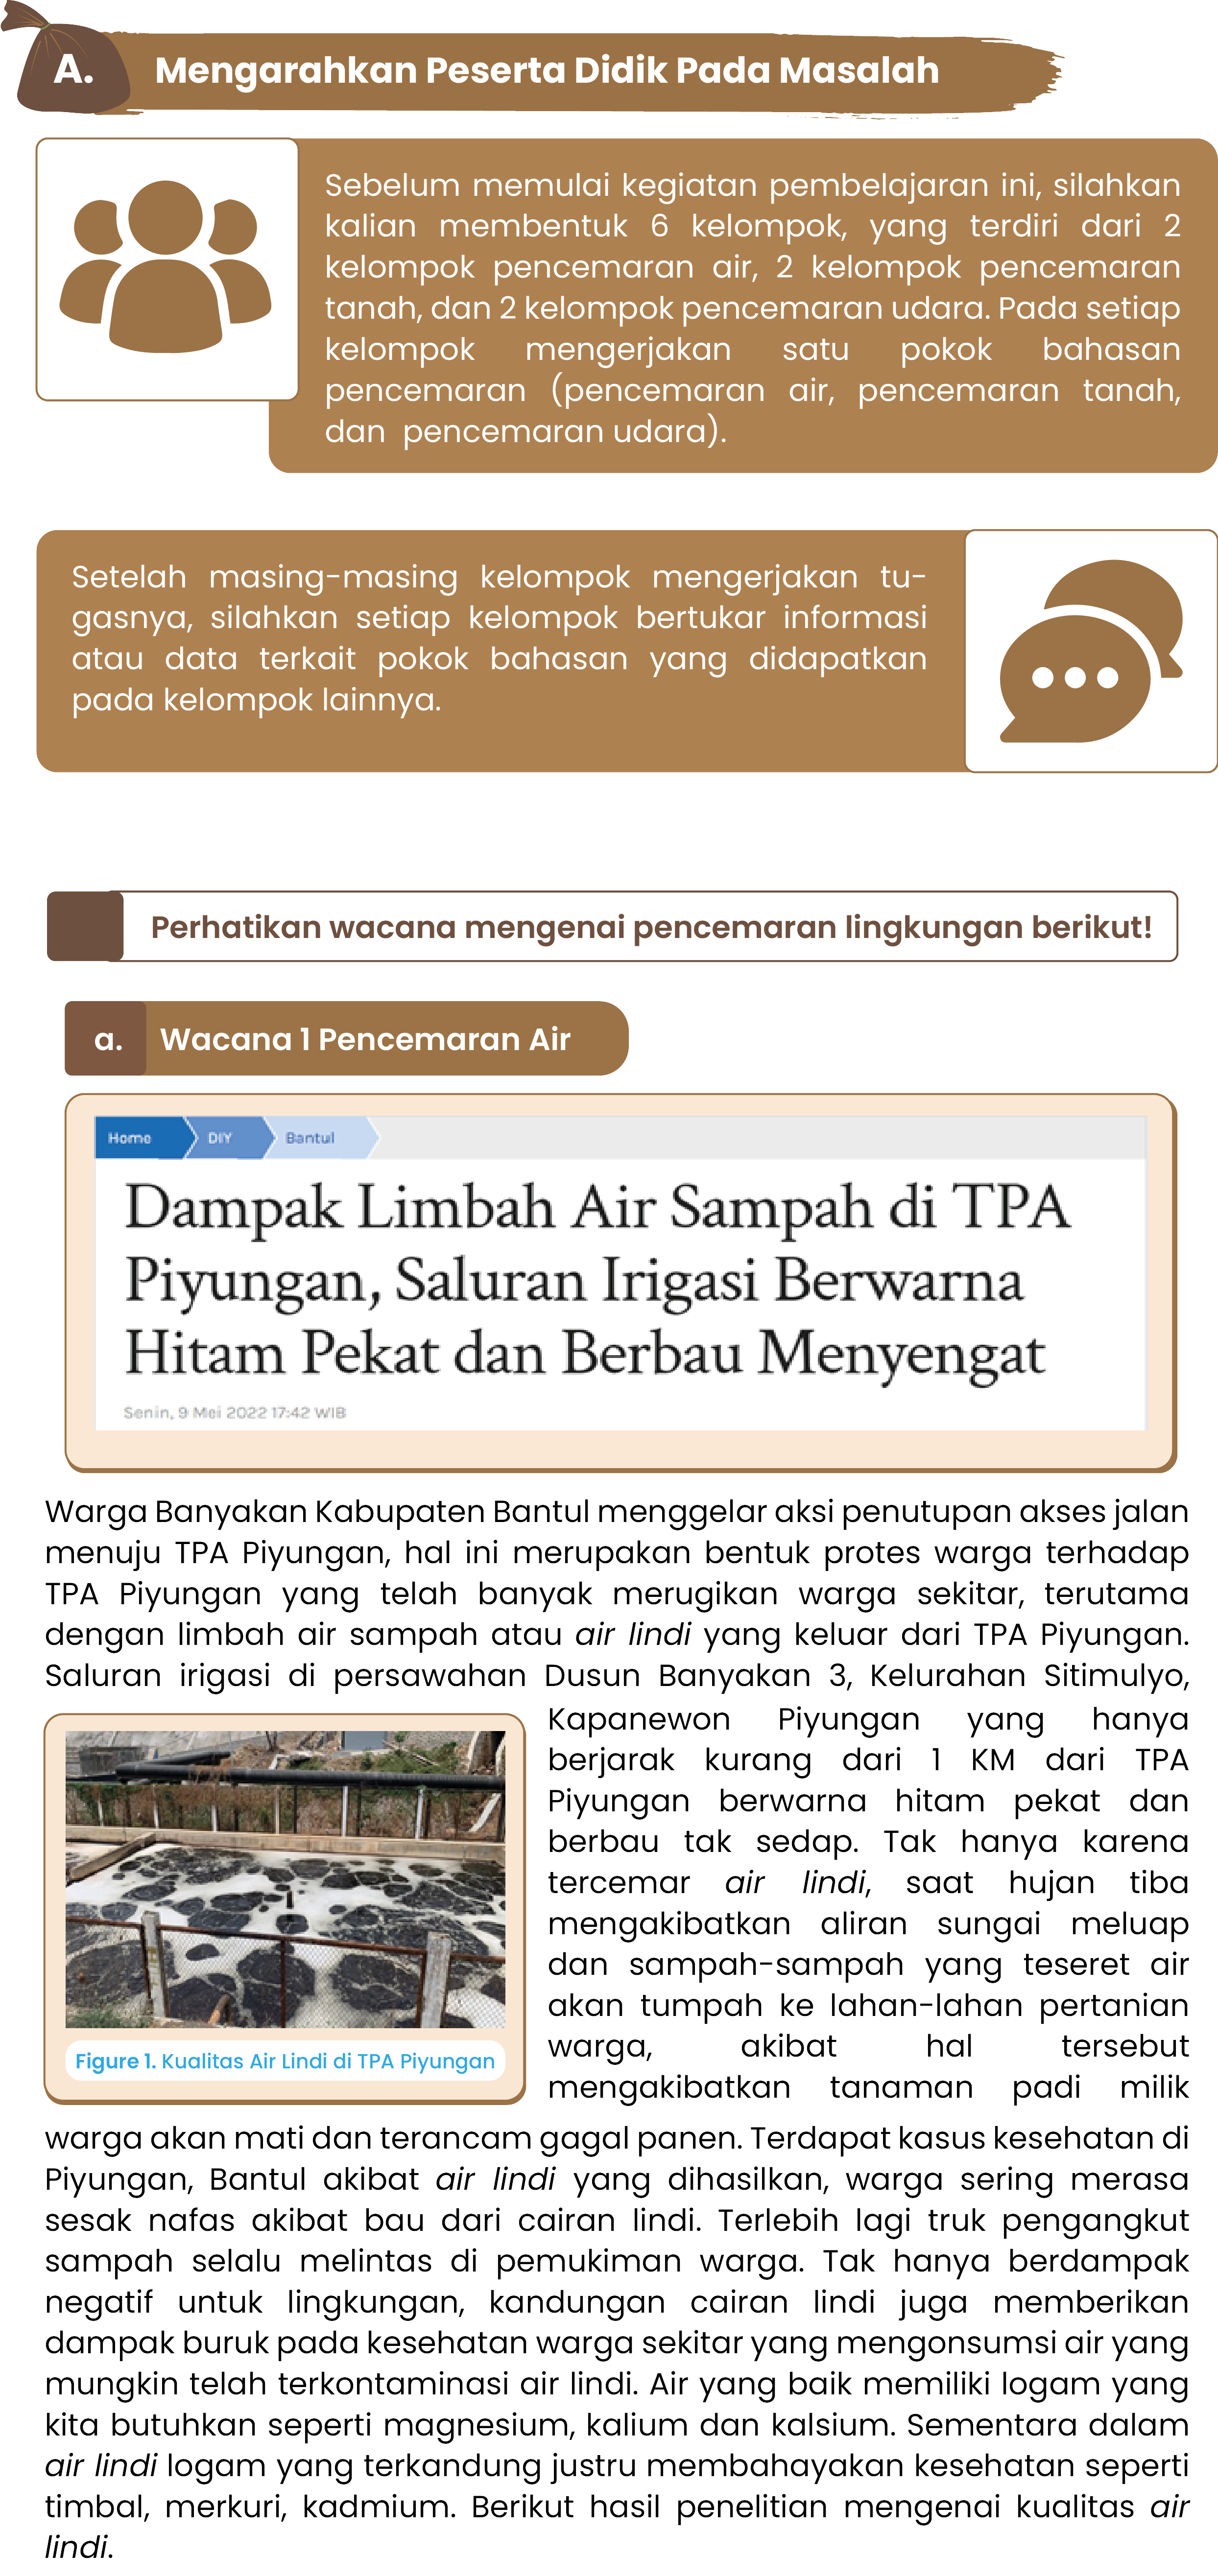 A.
Mengarahkan Peserta Didik Pada Masalah
Sebelum memulai kegiatan pembelajaran ini, silahkan
kalian membentuk 6 kelompok, yang terdiri dari 2
kelompok pencemaran air, 2 kelompok pencemaran
tanah, dan 2 kelompok pencemaran udara. Pada setiap
kelompok mengerjakan satu pokok bahasan
pencemaran (pencemaran air, pencemaran tanah,
dan pencemaran udara).
Setelah masing-masing kelompok mengerjakan tu-
gasnya, silahkan setiap kelompok bertukar informasi
atau data terkait pokok bahasan yang didapatkan
pada kelompok lainnya.
Perhatikan wacana mengenai pencemaran lingkungan berikut!
a. Wacana 1 Pencemaran Air
Home DIY Bantul
Dampak Limbah Air Sampah di TPA
Piyungan, Saluran Irigasi Berwarna
Hitam Pekat dan Berbau Menyengat
Senin, 9 Mei 2022 17:42 WIB
Warga Banyakan Kabupaten Bantul menggelar aksi penutupan akses jalan
menuju TPA Piyungan, hal ini merupakan bentuk protes warga terhadap
TPA Piyungan yang telah banyak merugikan warga sekitar, terutama
dengan limbah air sampah atau air lindi yang keluar dari TPA Piyungan.
Saluran irigasi di persawahan Dusun Banyakan 3, Kelurahan Sitimulyo,
Kapanewon Piyungan yang hanya
berjarak kurang dari 1 KM dari TPA
Piyungan berwarna hitam pekat dan
berbau tak sedap. Tak hanya karena
tercemar air lindi, saat hujan tiba
mengakibatkan aliran sungai meluap
dan sampah-sampah yang teseret air
akan tumpah ke lahan-lahan pertanian
warga, akibat hal tersebut
mengakibatkan tanaman padi milik
Figure 1. Kualitas Air Lindi di TPA Piyungan
warga akan mati dan terancam gagal panen. Terdapat kasus kesehatan di
Piyungan, Bantul akibat air lindi yang dihasilkan, warga sering merasa
sesak nafas akibat bau dari cairan lindi. Terlebih lagi truk pengangkut
sampah selalu melintas di pemukiman warga. Tak hanya berdampak
negatif untuk lingkungan, kandungan cairan lindi juga memberikan
dampak buruk pada kesehatan warga sekitar yang mengonsumsi air yang
mungkin telah terkontaminasi air lindi. Air yang baik memiliki logam yang
kita butuhkan seperti magnesium, kalium dan kalsium. Sementara dalam
air lindi logam yang terkandung justru membahayakan kesehatan seperti
timbal, merkuri, kadmium. Berikut hasil penelitian mengenai kualitas air
lindi.